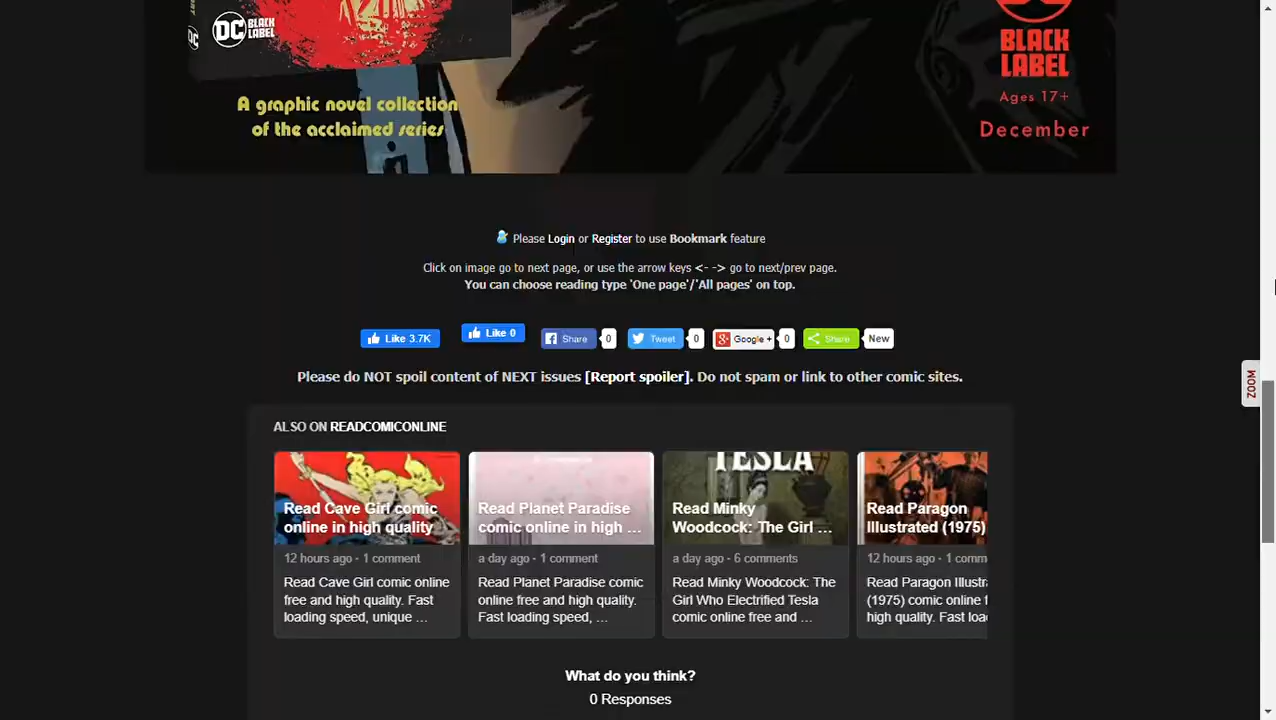 DC BLACK LABEL
DC
A graphic novel collection
of the acclaimed series
BLACK
LABEL
Ages 17+
December
Please Login or Register to use Bookmark feature
Click on image go to next page, or use the arrow keys <- -> go to next/prev page.
You can choose reading type 'One page'/'All pages' on top.
Like 3.7K Like 0 Share 0 Tweet 0 Google + 0 Share New
Please do NOT spoil content of NEXT issues [Report spoiler]. Do not spam or link to other comic sites.
ZOOM
ALSO ON READCOMICONLINE
TESLA
Read Cave Girl comic
online in high quality
12 hours ago - 1 comment
Read Cave Girl comic online
free and high quality. Fast
loading speed, unique ...
Read Planet Paradise
comic online in high ...
a day ago - 1 comment
Read Planet Paradise comic
online free and high quality.
Fast loading speed, ...
Read Minky
Woodcock: The Girl ...
a day ago - 6 comments
Read Minky Woodcock: The
Girl Who Electrified Tesla
comic online free and ...
Read Paragon
Illustrated (1975)
12 hours ago - 1 comm
Read Paragon Illustr
(1975) comic online f
high quality. Fast loa
What do you think?
0 Responses